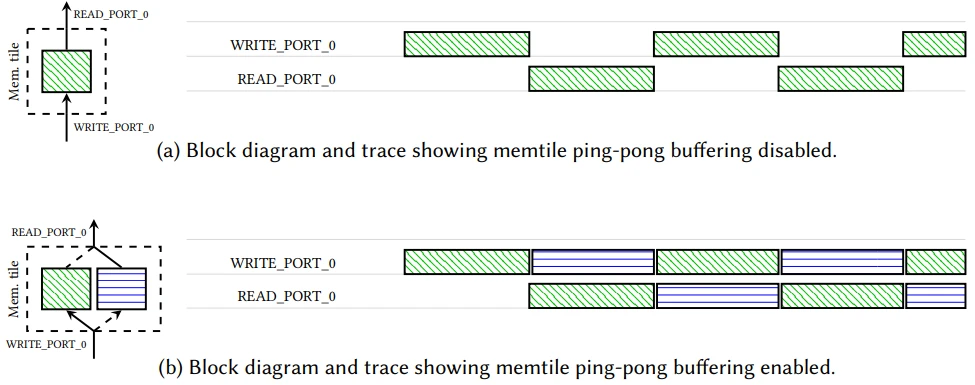 READ_PORT_0
Mem. tile
WRITE_PORT_0
WRITE_PORT_0
READ_PORT_0
(a) Block diagram and trace showing memtile ping-pong buffering disabled.
READ_PORT_0
Mem. tile
WRITE_PORT_0
WRITE_PORT_0
READ_PORT_0
(b) Block diagram and trace showing memtile ping-pong buffering enabled.